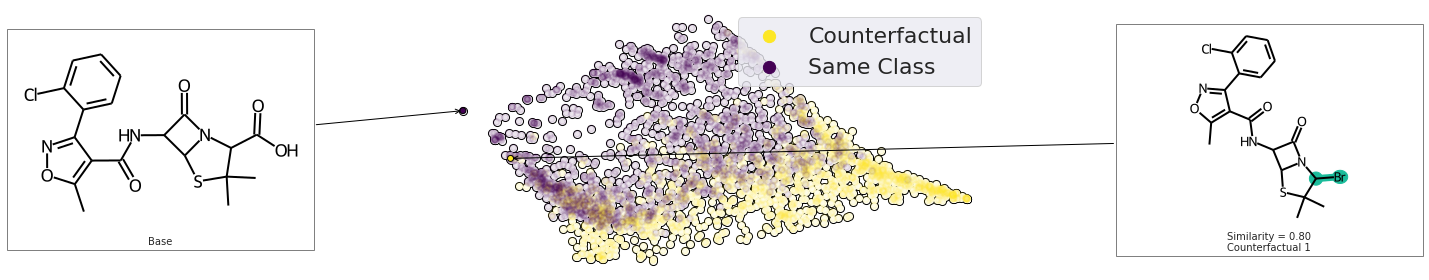 Cl
O
O
HN
N
N
OH
O
S
O
Base
Counterfactual
Same Class
Cl
N
O
O
O
HN
N
Br
S
Similarity = 0.80
Counterfactual 1